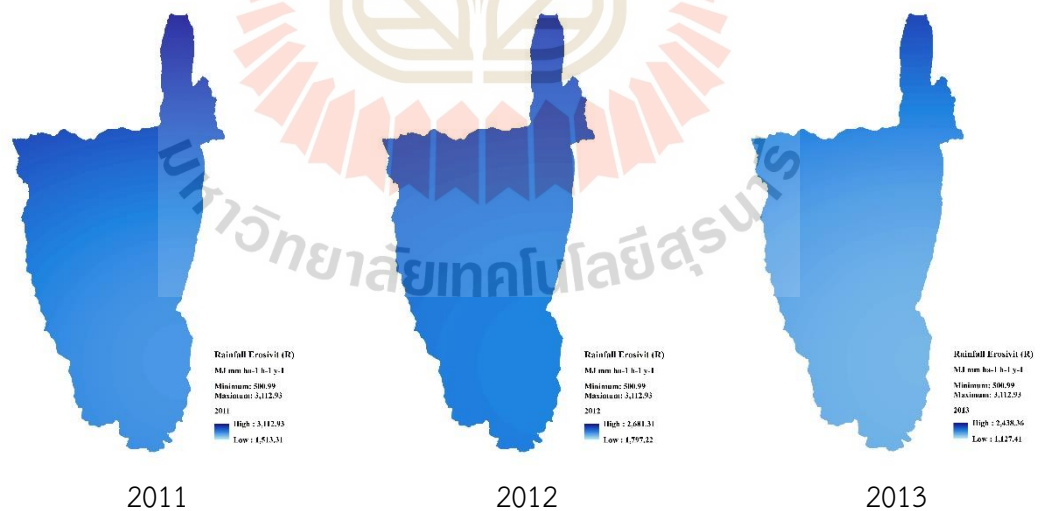 มหาวิทยาลัยเทคโนโลยีสุรนารี
Rainfall Erosivit (R)
MJ mm ha-1 h-1 y-1
Minimum: 500.99
Maximum: 3,112.93
2011
High : 3,112.93
Low : 1,513.31
2011
Rainfall Erosivit (R)
MJ mm ha-1 h-1 y-1
Minimum: 500.99
Maximum: 3,112.93
2012
High : 2,681.31
Low : 1,797.22
2012
Rainfall Erosivit (R)
MJ mm ha-1 h-1 y-1
Minimum: 500.99
Maximum: 3,112.93
2013
High : 2,438.36
Low : 1,127.41
2013